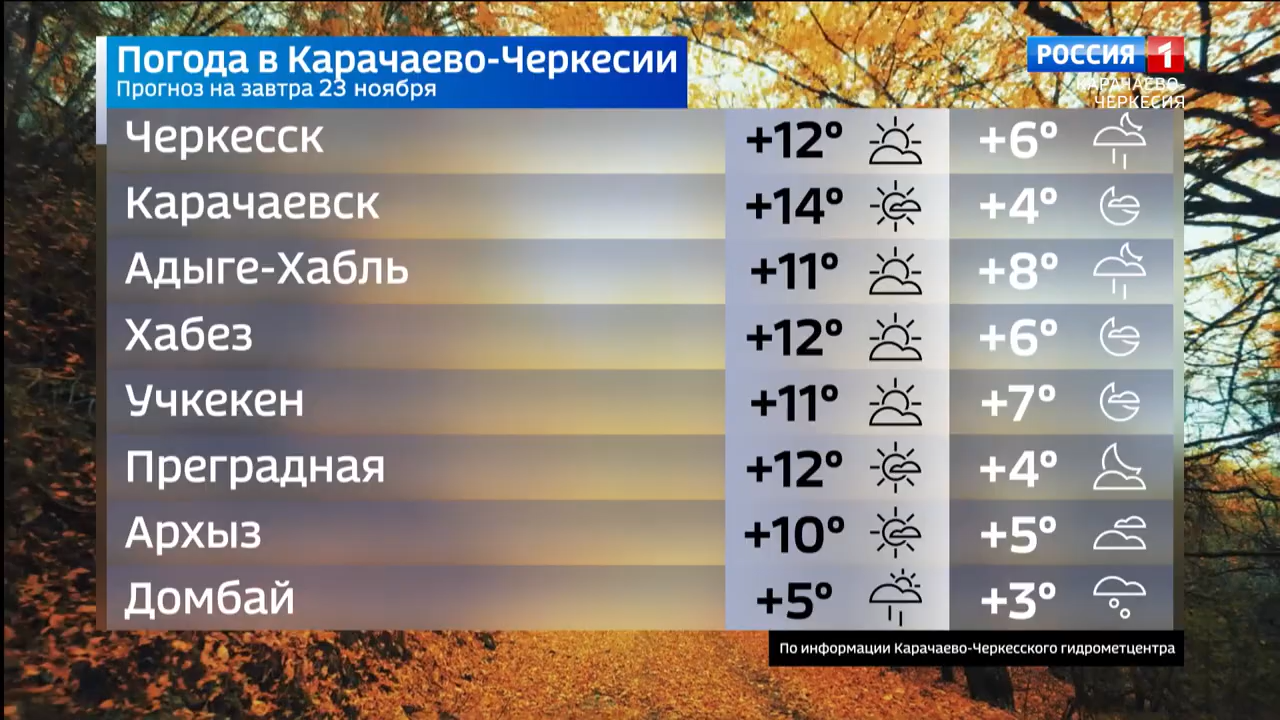 Погода в Карачаево-Черкесии
Прогноз на завтра 23 ноября
РОССИЯ 1
КАРАЧАЕВО-
ЧЕРКЕСИЯ
Черкесск +12° +6°
Карачаевск +14° +4°
Адыге-Хабль +11° +8°
Хабез +12° +6°
Учкекен +11° +7°
Преградная +12° +4°
Архыз +10° +5°
Домбай +5° +3°
По информации Карачаево-Черкесского гидрометцентра